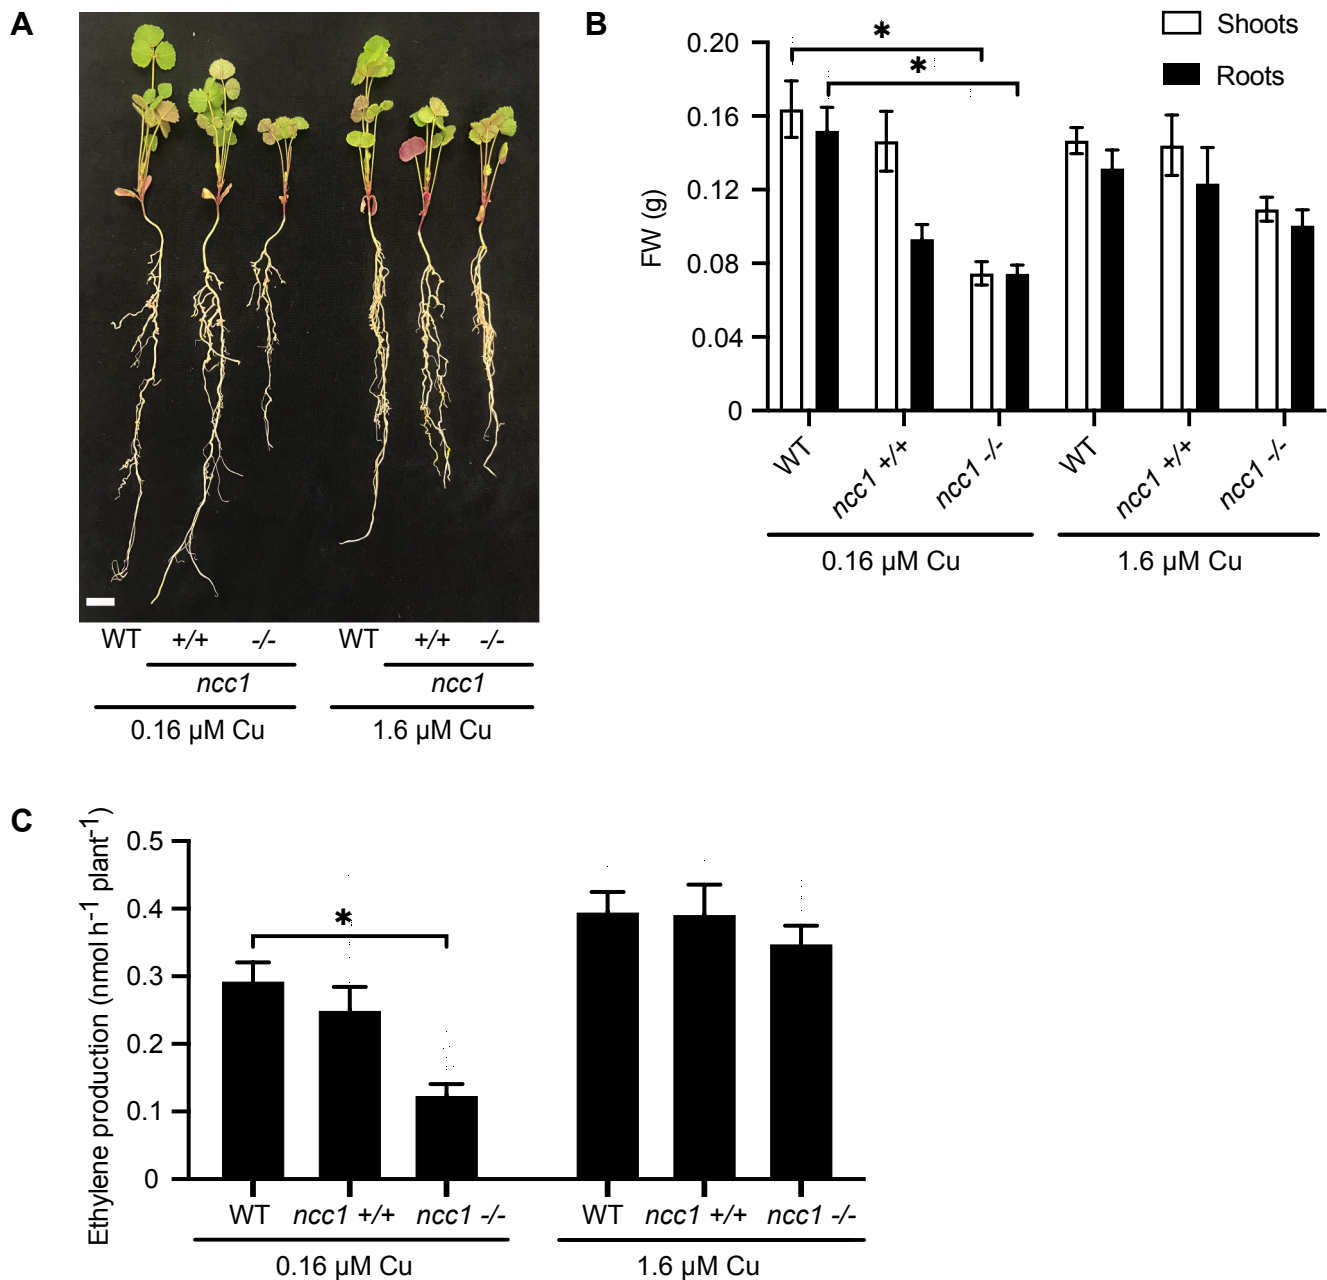 A
WT +/+ -/- WT +/+ -/-
ncc1 ncc1
0.16 µM Cu 1.6 µM Cu
B
Shoots
Roots
FW (g)
0.20
0.16
0.12
0.08
0.04
0
* *
WT ncc1 +/+ ncc1 -/- WT ncc1 +/+ ncc1 -/-
0.16 µM Cu 1.6 µM Cu
C
Ethylene production (nmol h⁻¹ plant⁻¹)
0.5
0.4
0.3
0.2
0.1
0
*
WT ncc1 +/+ ncc1 -/- WT ncc1 +/+ ncc1 -/-
0.16 µM Cu 1.6 µM Cu